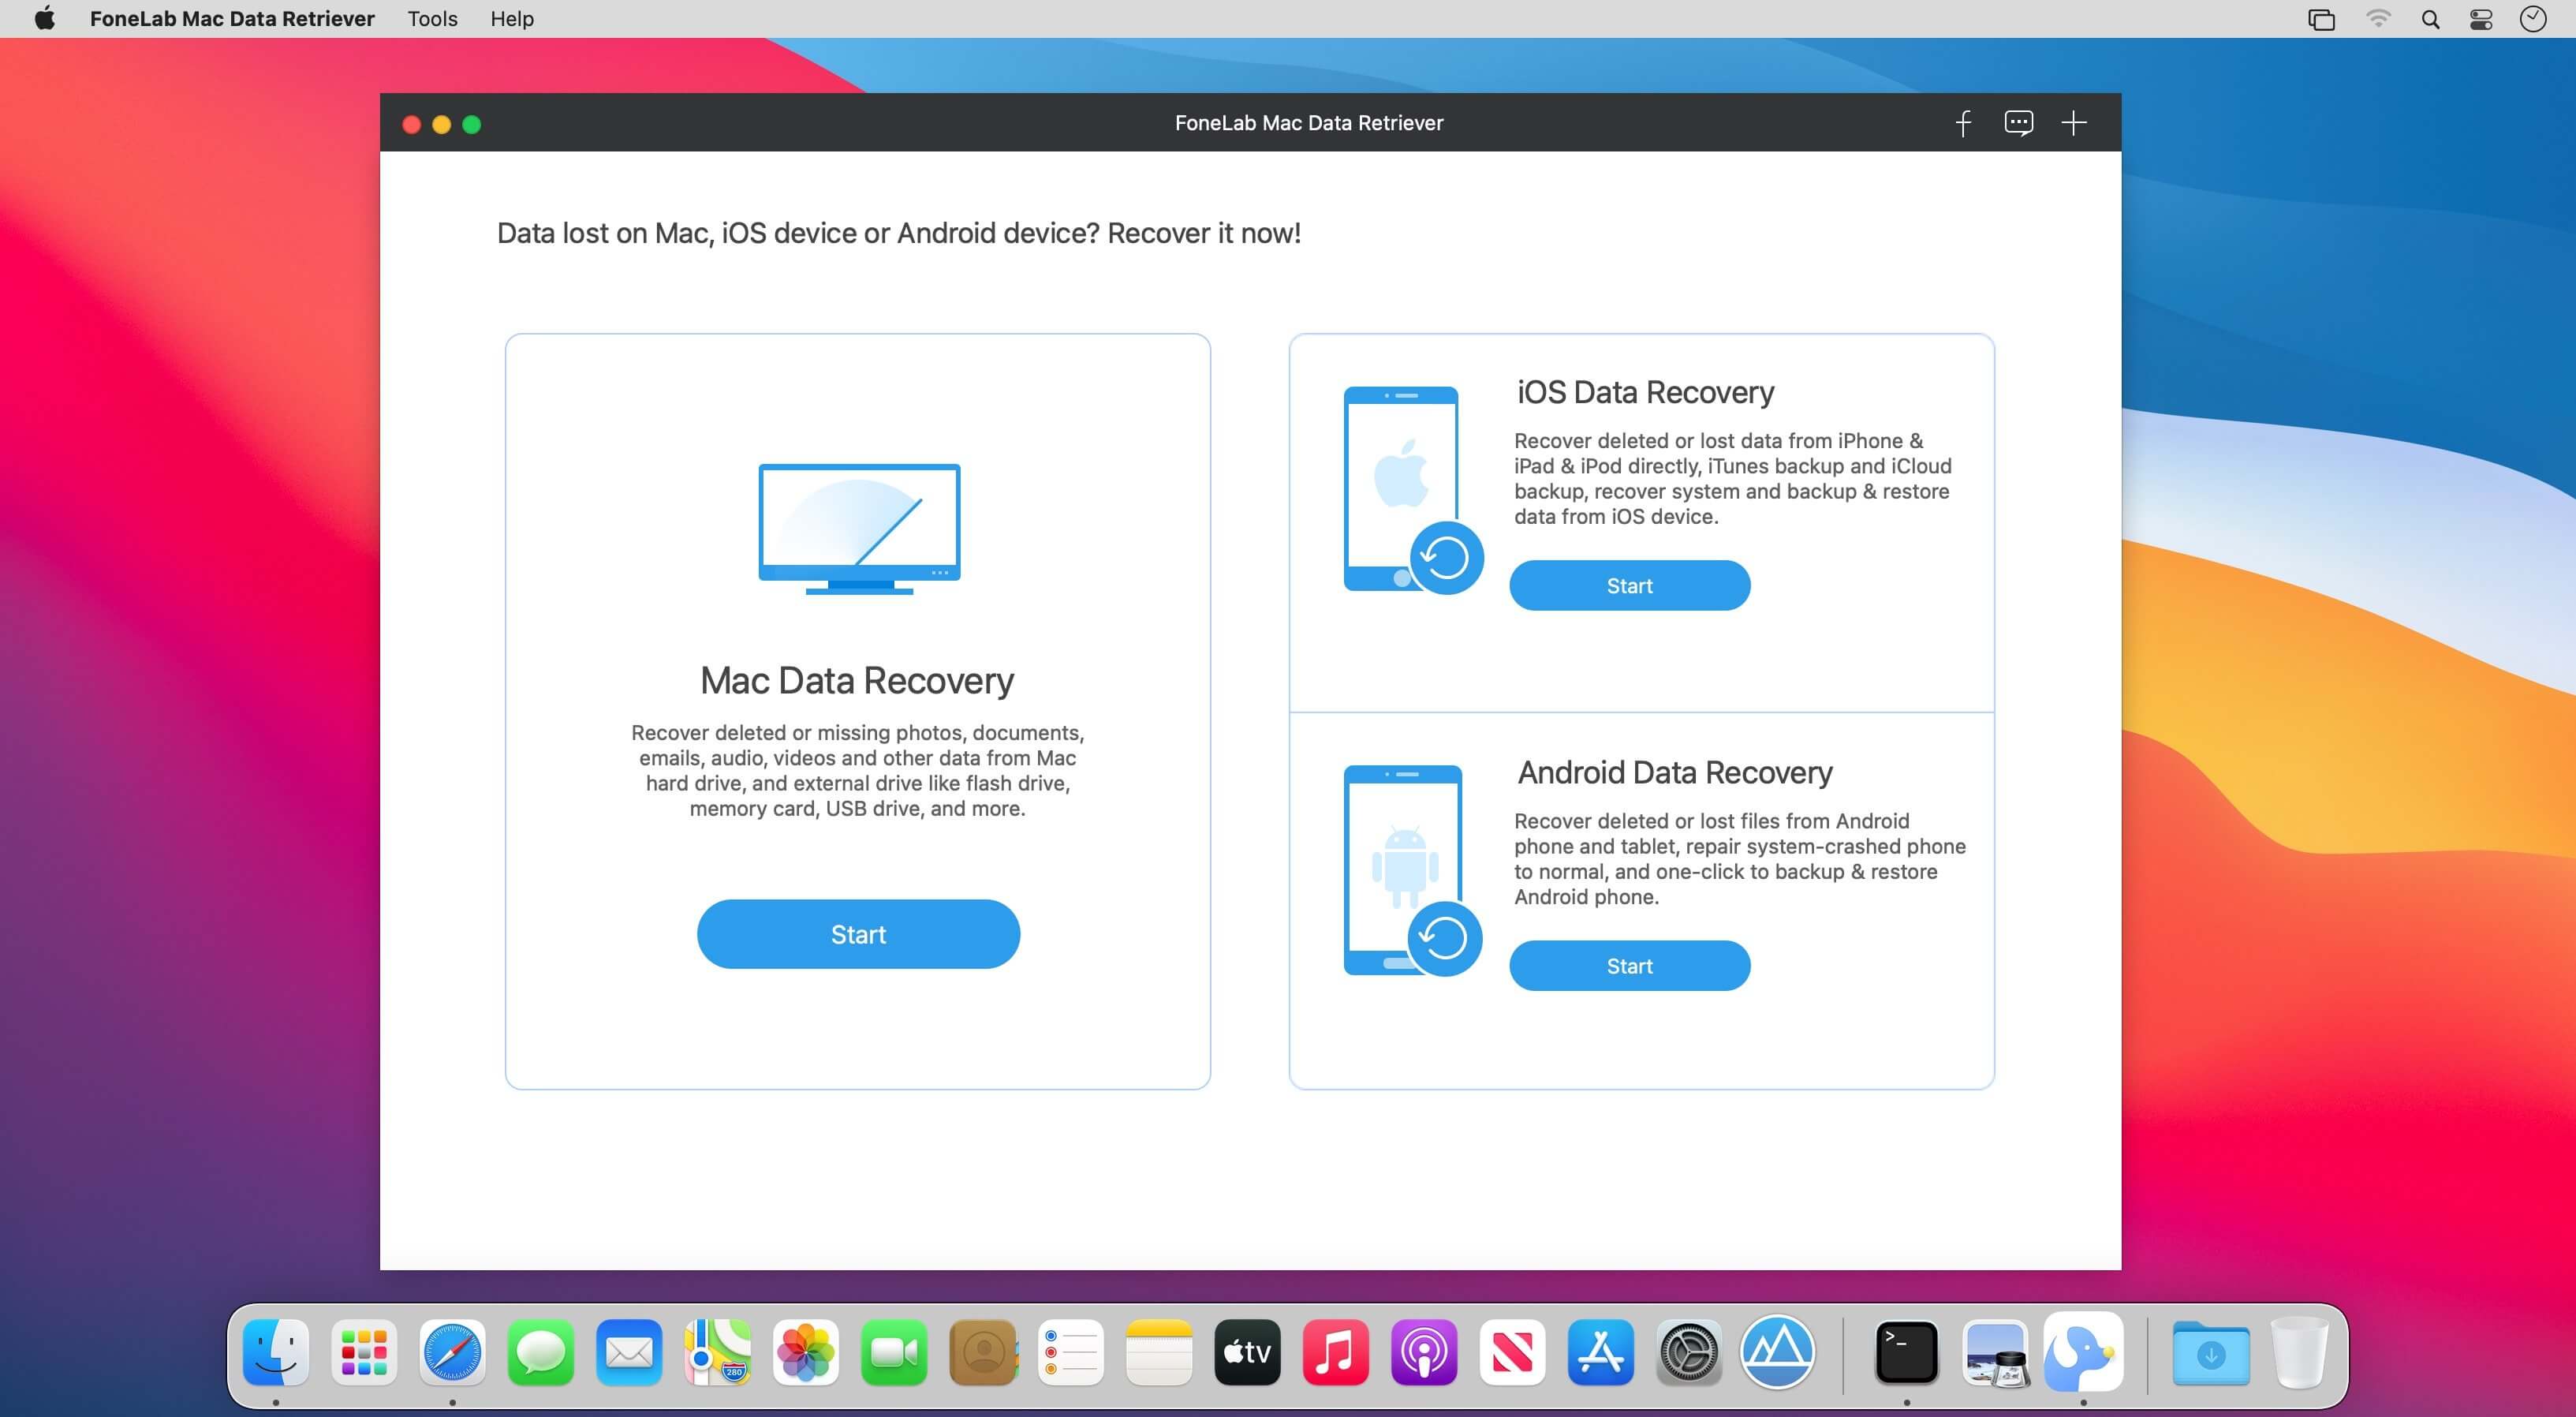 FoneLab Mac Data Retriever Tools Help
FoneLab Mac Data Retriever
Data lost on Mac, iOS device or Android device? Recover it now!
Mac Data Recovery
Recover deleted or missing photos, documents,
emails, audio, videos and other data from Mac
hard drive, and external drive like flash drive,
memory card, USB drive, and more.
Start
iOS Data Recovery
Recover deleted or lost data from iPhone &
iPad & iPod directly, iTunes backup and iCloud
backup, recover system and backup & restore
data from iOS device.
Start
Android Data Recovery
Recover deleted or lost files from Android
phone and tablet, repair system-crashed phone
to normal, and one-click to backup & restore
Android phone.
Start
280
tv
>_